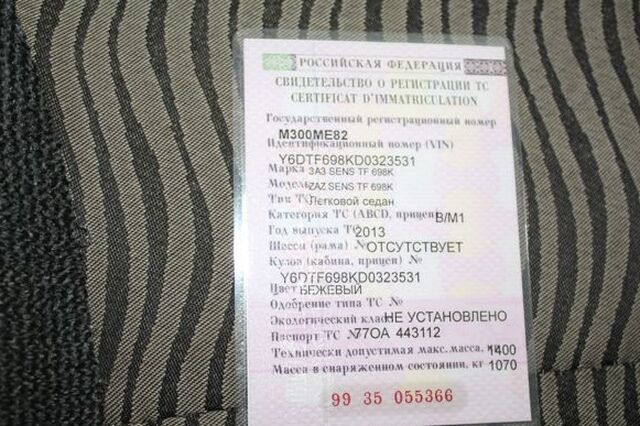 РОССИЙСКАЯ ФЕДЕРАЦИЯ
СВИДЕТЕЛЬСТВО О РЕГИСТРАЦИИ ТС
CERTIFICAT D'IMMATRICULATION
Государственный регистрационный номер
М300МЕ82
Идентификационный номер (VIN)
Y6DTF698KD0323531
Марка ЗАЗ SENS TF 698K
Модель ZAZ SENS TF 698K
Тип ТС Легковой седан
Категория ТС (ABCD, прицеп) B/M1
Год выпуска ТС 2013
Шасси (рама) № ОТСУТСТВУЕТ
Кузов (кабина, прицеп) №
Y6DTF698KD0323531
Цвет БЕЖЕВЫЙ
Одобрение типа ТС №
Экологический класс НЕ УСТАНОВЛЕНО
Паспорт ТС № 77ОА 443112
Технически допустимая макс. масса, кг 1400
Масса в снаряженном состоянии, кг 1070
99 35 055366